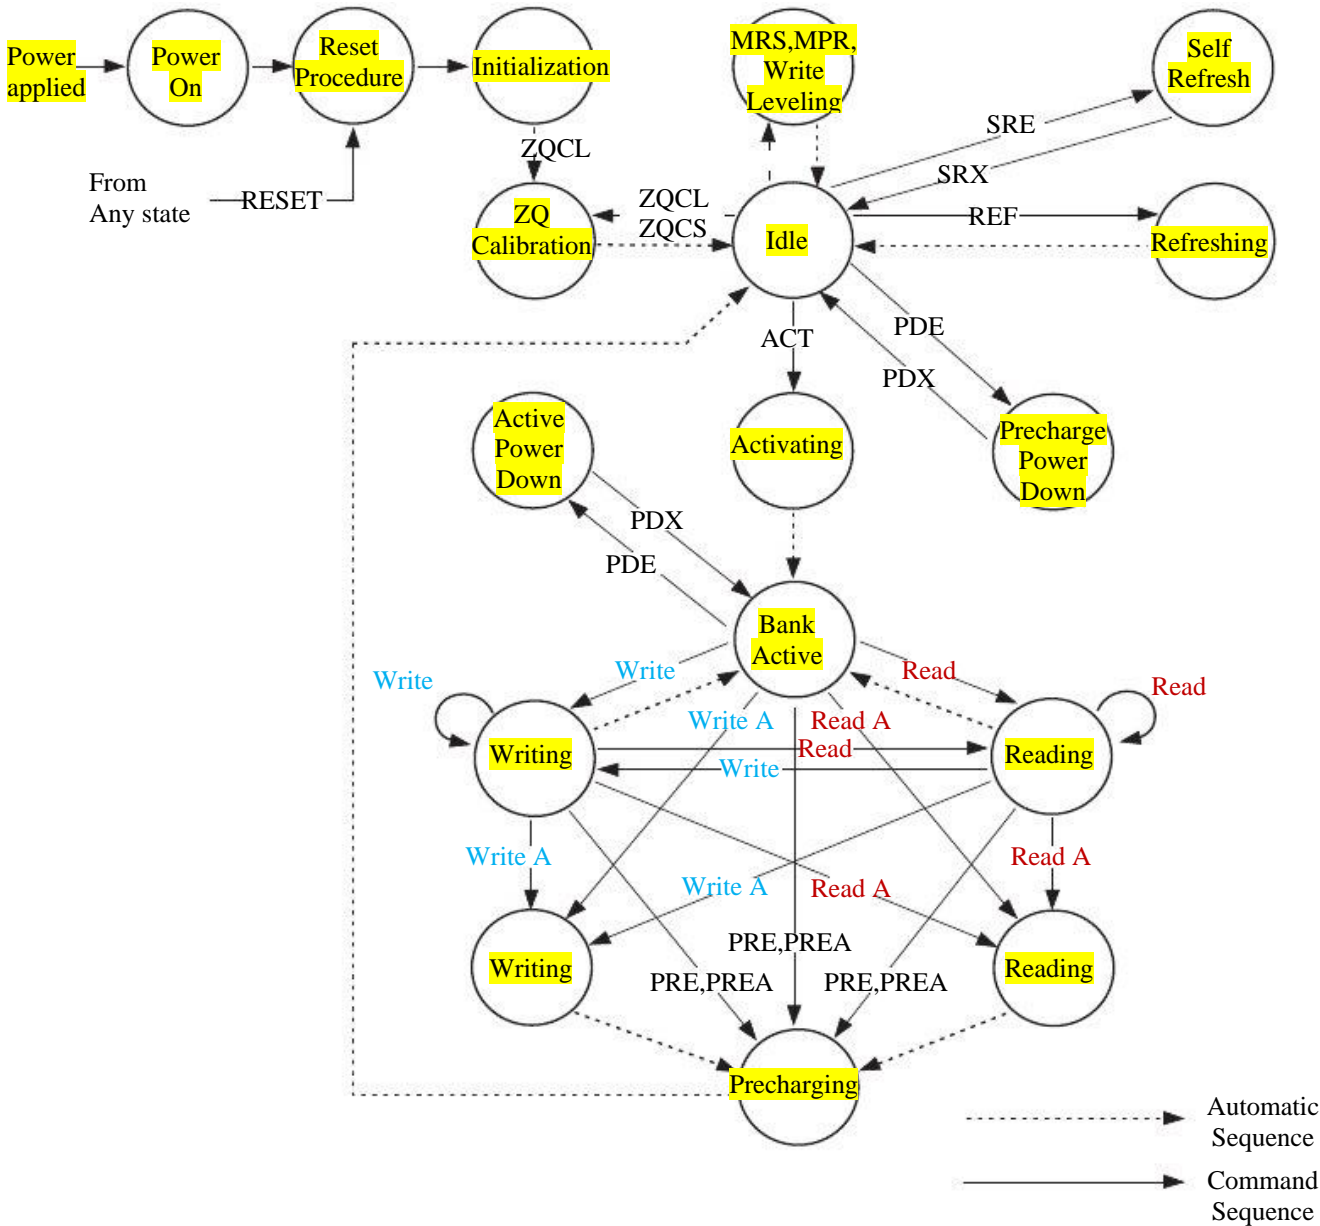 Power
applied
Power
On
Reset
Procedure
Initialization
MRS,MPR,
Write
Leveling
Self
Refresh
From
Any state
RESET
ZQCL
SRE
SRX
ZQ
Calibration
ZQCL
ZQCS
Idle
REF
Refreshing
ACT
PDE
PDX
Active
Power
Down
Activating
Precharge
Power
Down
PDX
PDE
Bank
Active
Write
Write
Read
Read
Write A
Read A
Writing
Read
Write
Reading
Write A
Write A
Read A
Read A
Writing
PRE,PREA
PRE,PREA
PRE,PREA
Reading
Precharging
Automatic
Sequence
Command
Sequence